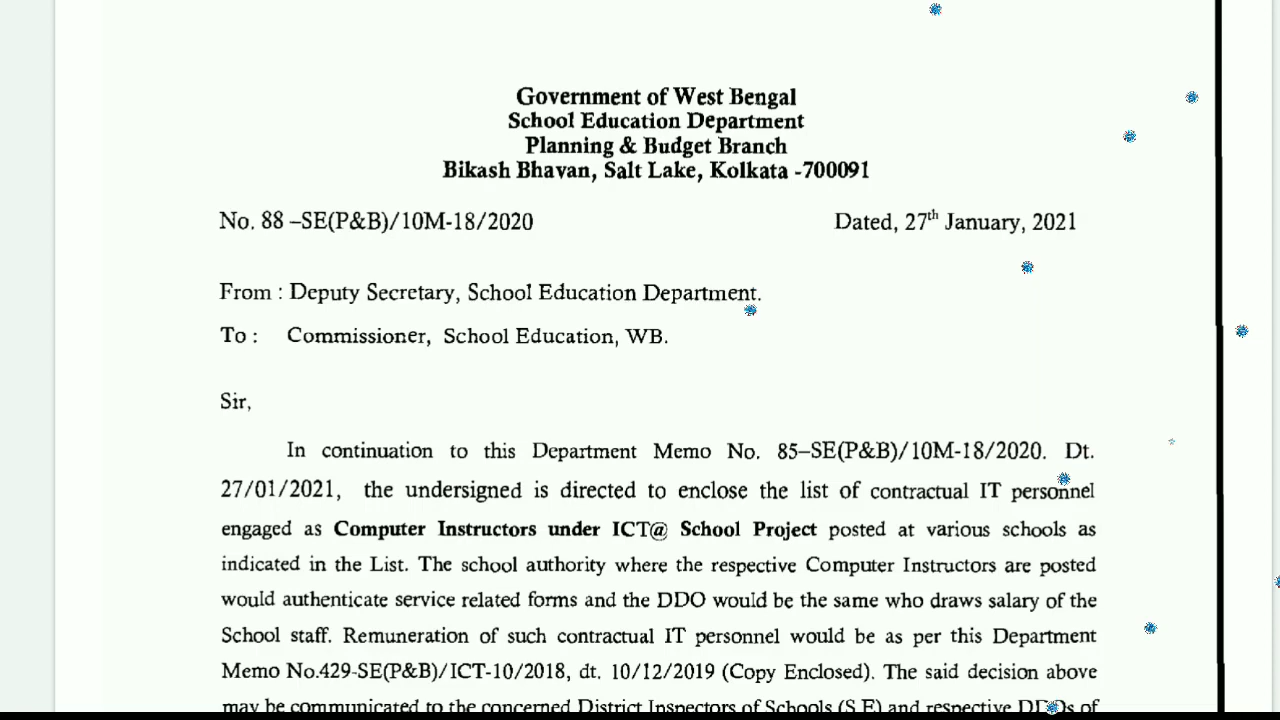 Government of West Bengal
School Education Department
Planning & Budget Branch
Bikash Bhavan, Salt Lake, Kolkata -700091
No. 88 –SE(P&B)/10M-18/2020 Dated, 27th January, 2021
From : Deputy Secretary, School Education Department.
To : Commissioner, School Education, WB.
Sir,
In continuation to this Department Memo No. 85–SE(P&B)/10M-18/2020. Dt.
27/01/2021, the undersigned is directed to enclose the list of contractual IT personnel
engaged as Computer Instructors under ICT@ School Project posted at various schools as
indicated in the List. The school authority where the respective Computer Instructors are posted
would authenticate service related forms and the DDO would be the same who draws salary of the
School staff. Remuneration of such contractual IT personnel would be as per this Department
Memo No.429-SE(P&B)/ICT-10/2018, dt. 10/12/2019 (Copy Enclosed). The said decision above
may be communicated to the concerned District Inspectors of Schools (S.E) and respective DDOs of